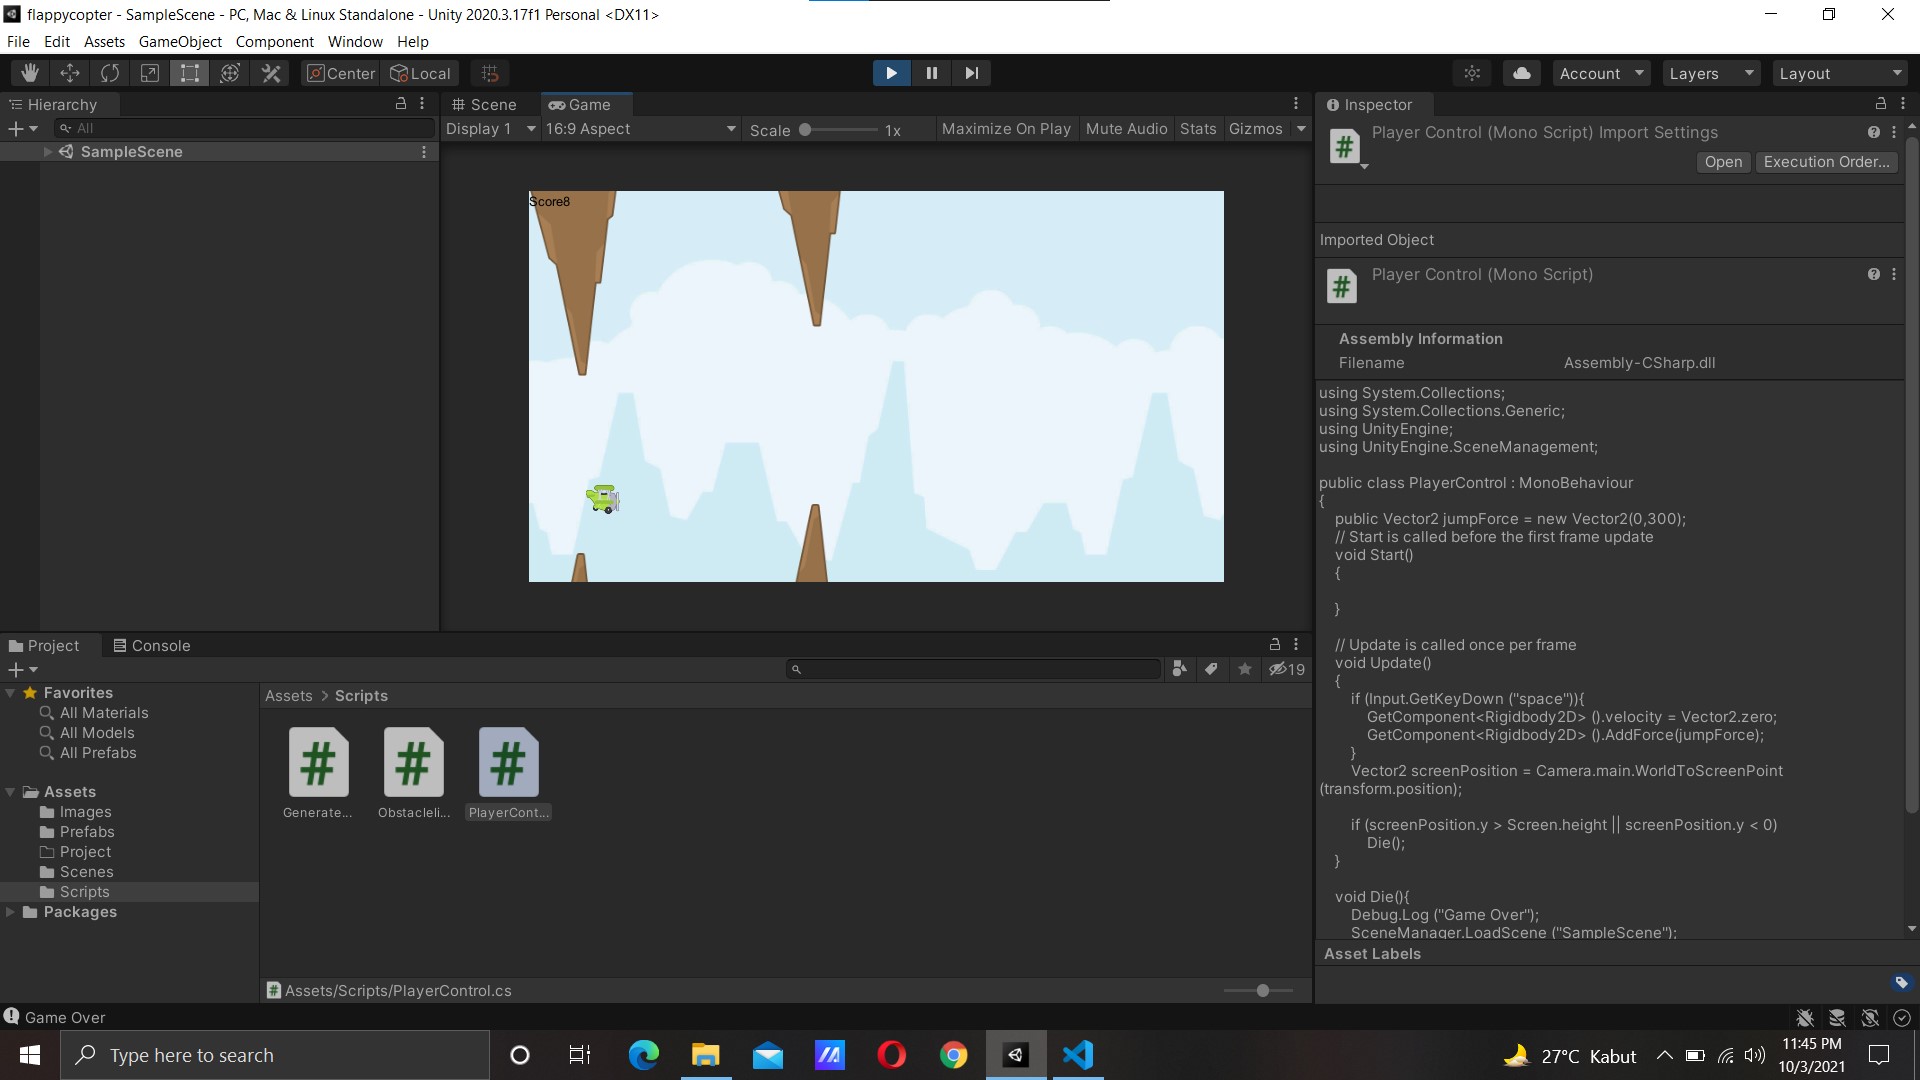 flappycopter - SampleScene - PC, Mac & Linux Standalone - Unity 2020.3.17f1 Personal <DX11>
File Edit Assets GameObject Component Window Help
Center Local Account Layers Layout
Hierarchy
All
SampleScene
Scene Game
Display 1 16:9 Aspect Scale 1x Maximize On Play Mute Audio Stats Gizmos
Score8
Inspector
Player Control (Mono Script) Import Settings
Open Execution Order...
Imported Object
Player Control (Mono Script)
Assembly Information
Filename Assembly-CSharp.dll
using System.Collections;
using System.Collections.Generic;
using UnityEngine;
using UnityEngine.SceneManagement;
public class PlayerControl : MonoBehaviour
{
public Vector2 jumpForce = new Vector2(0,300);
// Start is called before the first frame update
void Start()
{
}
// Update is called once per frame
void Update()
{
if (Input.GetKeyDown ("space")){
GetComponent<Rigidbody2D> ().velocity = Vector2.zero;
GetComponent<Rigidbody2D> ().AddForce(jumpForce);
}
Vector2 screenPosition = Camera.main.WorldToScreenPoint
(transform.position);
if (screenPosition.y > Screen.height || screenPosition.y < 0)
Die();
}
void Die(){
Debug.Log ("Game Over");
SceneManager.LoadScene ("SampleScene");
Asset Labels
Project Console
19
Favorites
All Materials
All Models
All Prefabs
Assets
Images
Prefabs
Project
Scenes
Scripts
Packages
Assets > Scripts
Generate... Obstacleli... PlayerCont...
Assets/Scripts/PlayerControl.cs
Game Over
Type here to search
27°C Kabut
11:45 PM
10/3/2021